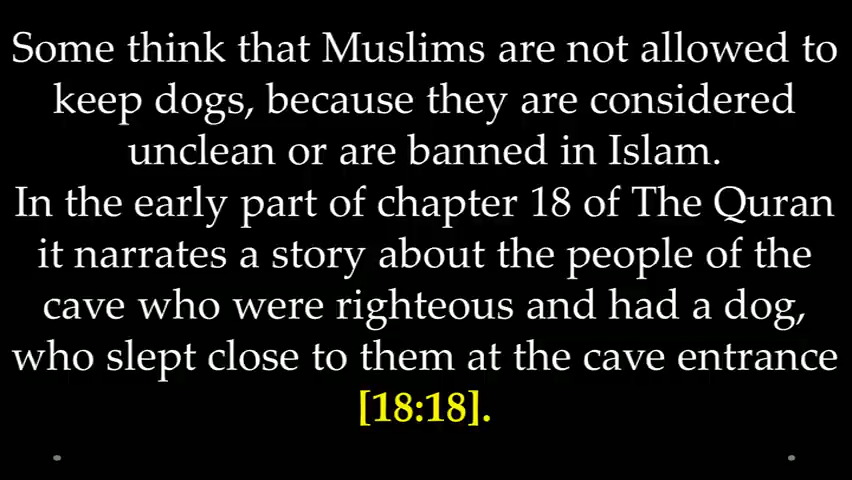 Some think that Muslims are not allowed to
keep dogs, because they are considered
unclean or are banned in Islam.
In the early part of chapter 18 of The Quran
it narrates a story about the people of the
cave who were righteous and had a dog,
who slept close to them at the cave entrance
[18:18].